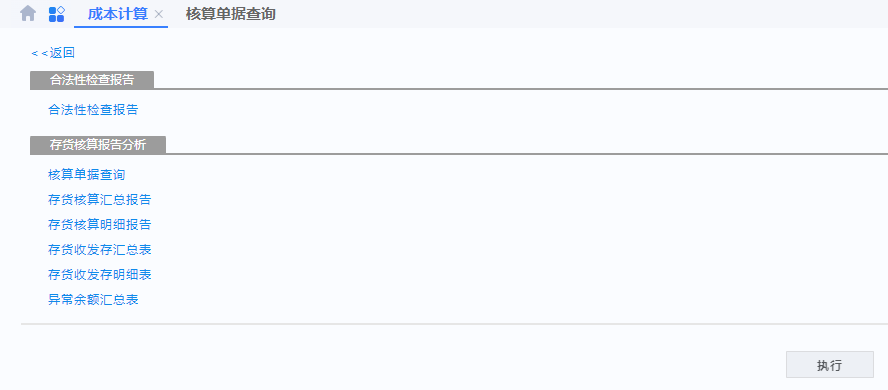 成本计算 × 核算单据查询
<<返回
合法性检查报告
合法性检查报告
存货核算报告分析
核算单据查询
存货核算汇总报告
存货核算明细报告
存货收发存汇总表
存货收发存明细表
异常余额汇总表
执行